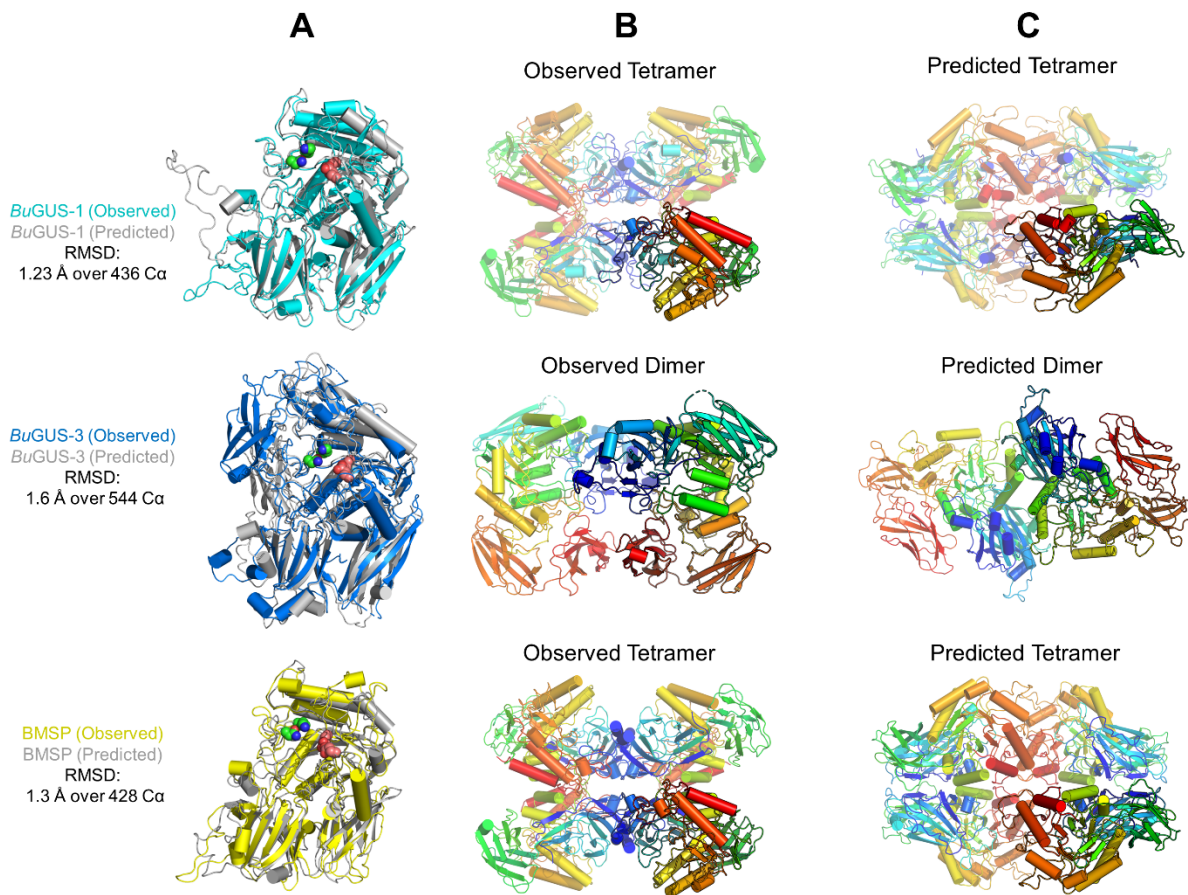 A
B
C
Observed Tetramer
Predicted Tetramer
BuGUS-1 (Observed)
BuGUS-1 (Predicted)
RMSD:
1.23 Å over 436 Cα
Observed Dimer
Predicted Dimer
BuGUS-3 (Observed)
BuGUS-3 (Predicted)
RMSD:
1.6 Å over 544 Cα
Observed Tetramer
Predicted Tetramer
BMSP (Observed)
BMSP (Predicted)
RMSD:
1.3 Å over 428 Cα